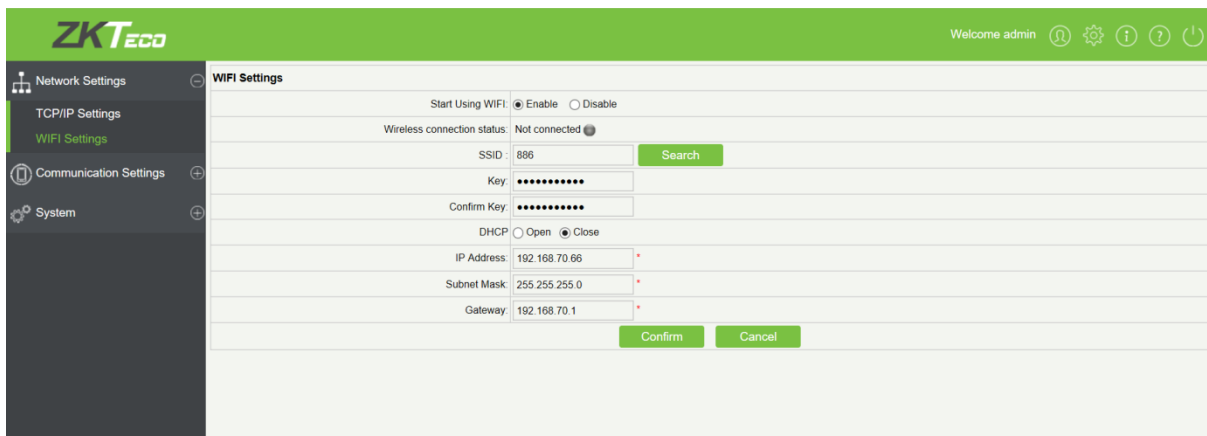 ZKTeco
Welcome admin
Network Settings
TCP/IP Settings
WIFI Settings
Communication Settings
System
WIFI Settings
Start Using WIFI: Enable Disable
Wireless connection status: Not connected
SSID : 886 Search
Key: •••••••••••
Confirm Key: •••••••••••
DHCP Open Close
IP Address: 192.168.70.66 *
Subnet Mask: 255.255.255.0 *
Gateway: 192.168.70.1 *
Confirm Cancel